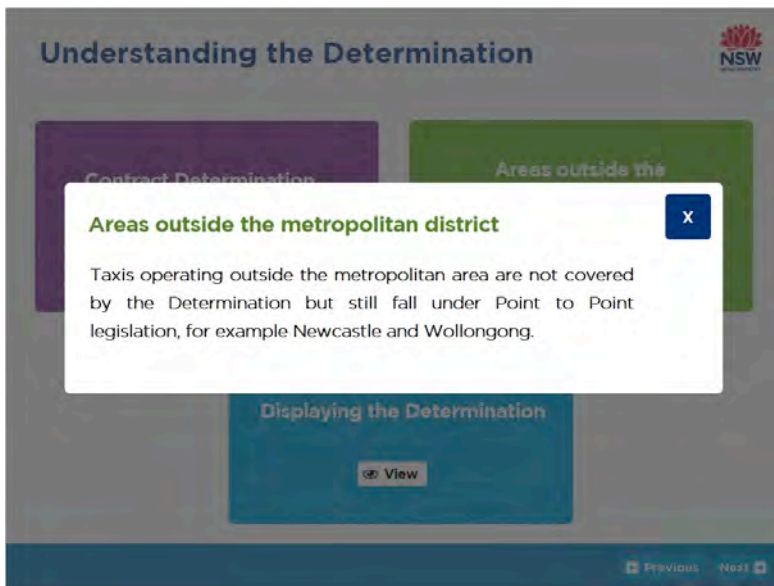 Understanding the Determination
NSW
Contract Determination
Areas outside the
Areas outside the metropolitan district
X
Taxis operating outside the metropolitan area are not covered
by the Determination but still fall under Point to Point
legislation, for example Newcastle and Wollongong.
Displaying the Determination
View
Previous Next